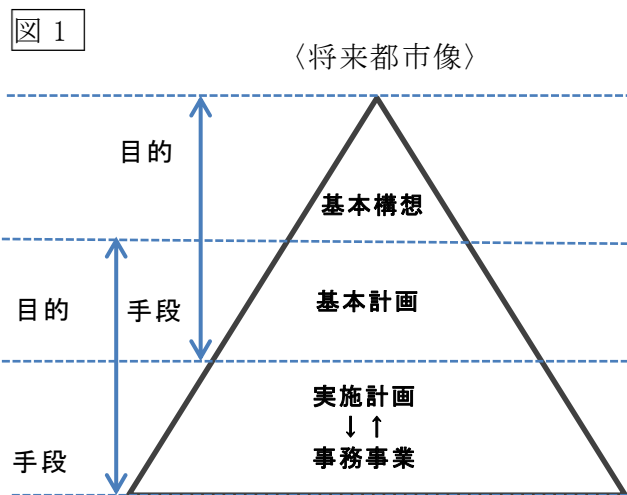 図１
〈将来都市像〉
目的
基本構想
目的
手段
基本計画
実施計画
↓ ↑
手段
事務事業